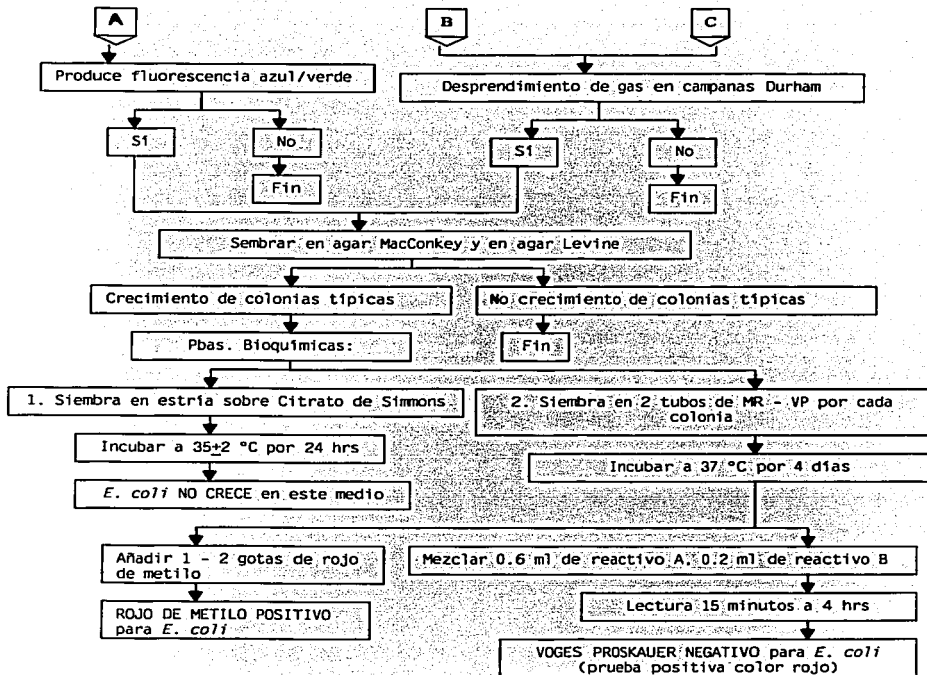 A
B
C
Produce fluorescencia azul/verde
Desprendimiento de gas en campanas Durham
Si
No
Si
No
Fin
Fin
Sembrar en agar MacConkey y en agar Levine
Crecimiento de colonias típicas
No crecimiento de colonias típicas
Pbas. Bioquímicas:
Fin
1. Siembra en estría sobre Citrato de Simmons
2. Siembra en 2 tubos de MR - VP por cada
colonia
Incubar a 35±2 °C por 24 hrs
Incubar a 37 °C por 4 días
E. coli NO CRECE en este medio
Añadir 1 - 2 gotas de rojo
de metilo
Mezclar 0.6 ml de reactivo A, 0.2 ml de reactivo B
Lectura 15 minutos a 4 hrs
ROJO DE METILO POSITIVO
para E. coli
VOGES PROSKAUER NEGATIVO para E. coli
(prueba positiva color rojo)